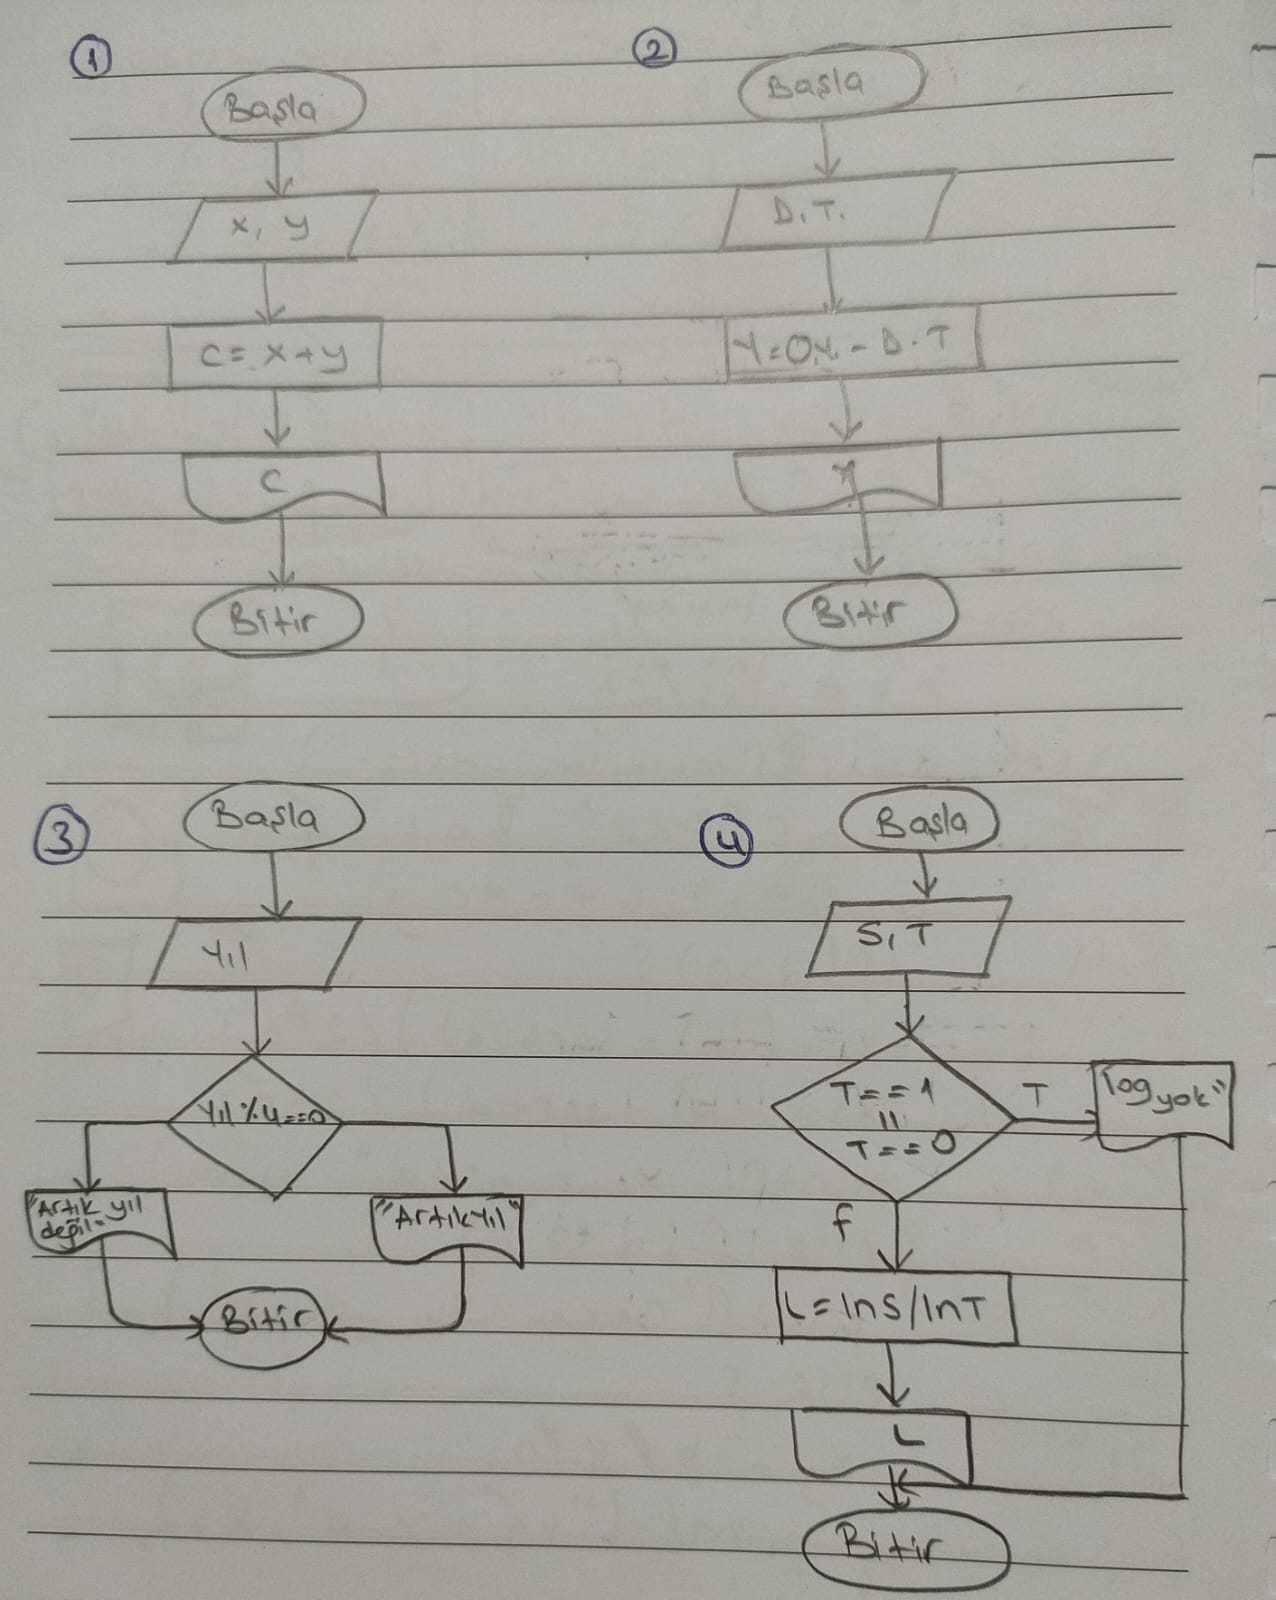 1
Başla
x, y
C = x + y
C
Bitir
2
Başla
D.T.
Y = O.Y. - D.T
Y
Bitir
3
Başla
Yıl
Yıl % 4 == 0
"Artık yıl
değil"
"Artık Yıl"
Bitir
4
Başla
S, T
T == 1
||
T == 0
T
"log yok"
f
L = lnS/lnT
L
Bitir